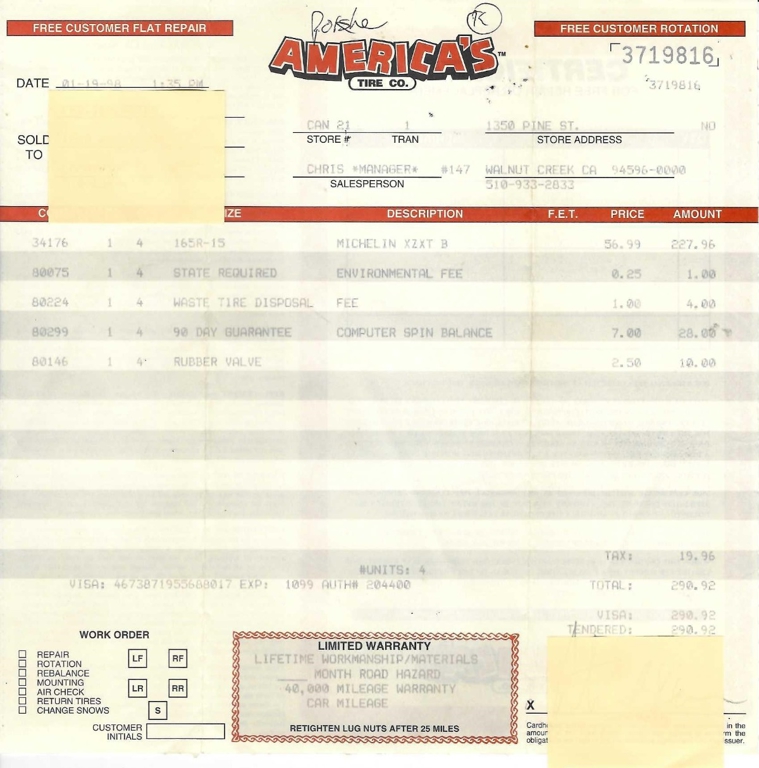 Porsche R
FREE CUSTOMER FLAT REPAIR
AMERICA'S™
TIRE CO.
FREE CUSTOMER ROTATION
3719816
3719816
DATE 01-19-98 1:35 PM
SOLD TO
CAN 21 1 1350 PINE ST. NO
STORE # TRAN STORE ADDRESS
CHRIS *MANAGER* #147 WALNUT CREEK CA 94596-0000
SALESPERSON 510-933-2833
DESCRIPTION F.E.T. PRICE AMOUNT
34176 1 4 165R-15 MICHELIN XZXT B 56.99 227.96
80075 1 4 STATE REQUIRED ENVIRONMENTAL FEE 0.25 1.00
80224 1 4 WASTE TIRE DISPOSAL FEE 1.00 4.00
80299 1 4 90 DAY GUARANTEE COMPUTER SPIN BALANCE 7.00 28.00
80146 1 4 RUBBER VALVE 2.50 10.00
TAX: 19.96
#UNITS: 4
VISA: EXP: 1099 AUTH# 204400 TOTAL: 290.92
VISA: 290.92
TENDERED: 290.92
WORK ORDER
REPAIR
ROTATION
REBALANCE
MOUNTING
AIR CHECK
RETURN TIRES
CHANGE SNOWS
LF RF
LR RR
S
CUSTOMER INITIALS
LIMITED WARRANTY
LIFETIME WORKMANSHIP/MATERIALS
MONTH ROAD HAZARD
40,000 MILEAGE WARRANTY
CAR MILEAGE
RETIGHTEN LUG NUTS AFTER 25 MILES
X
in the